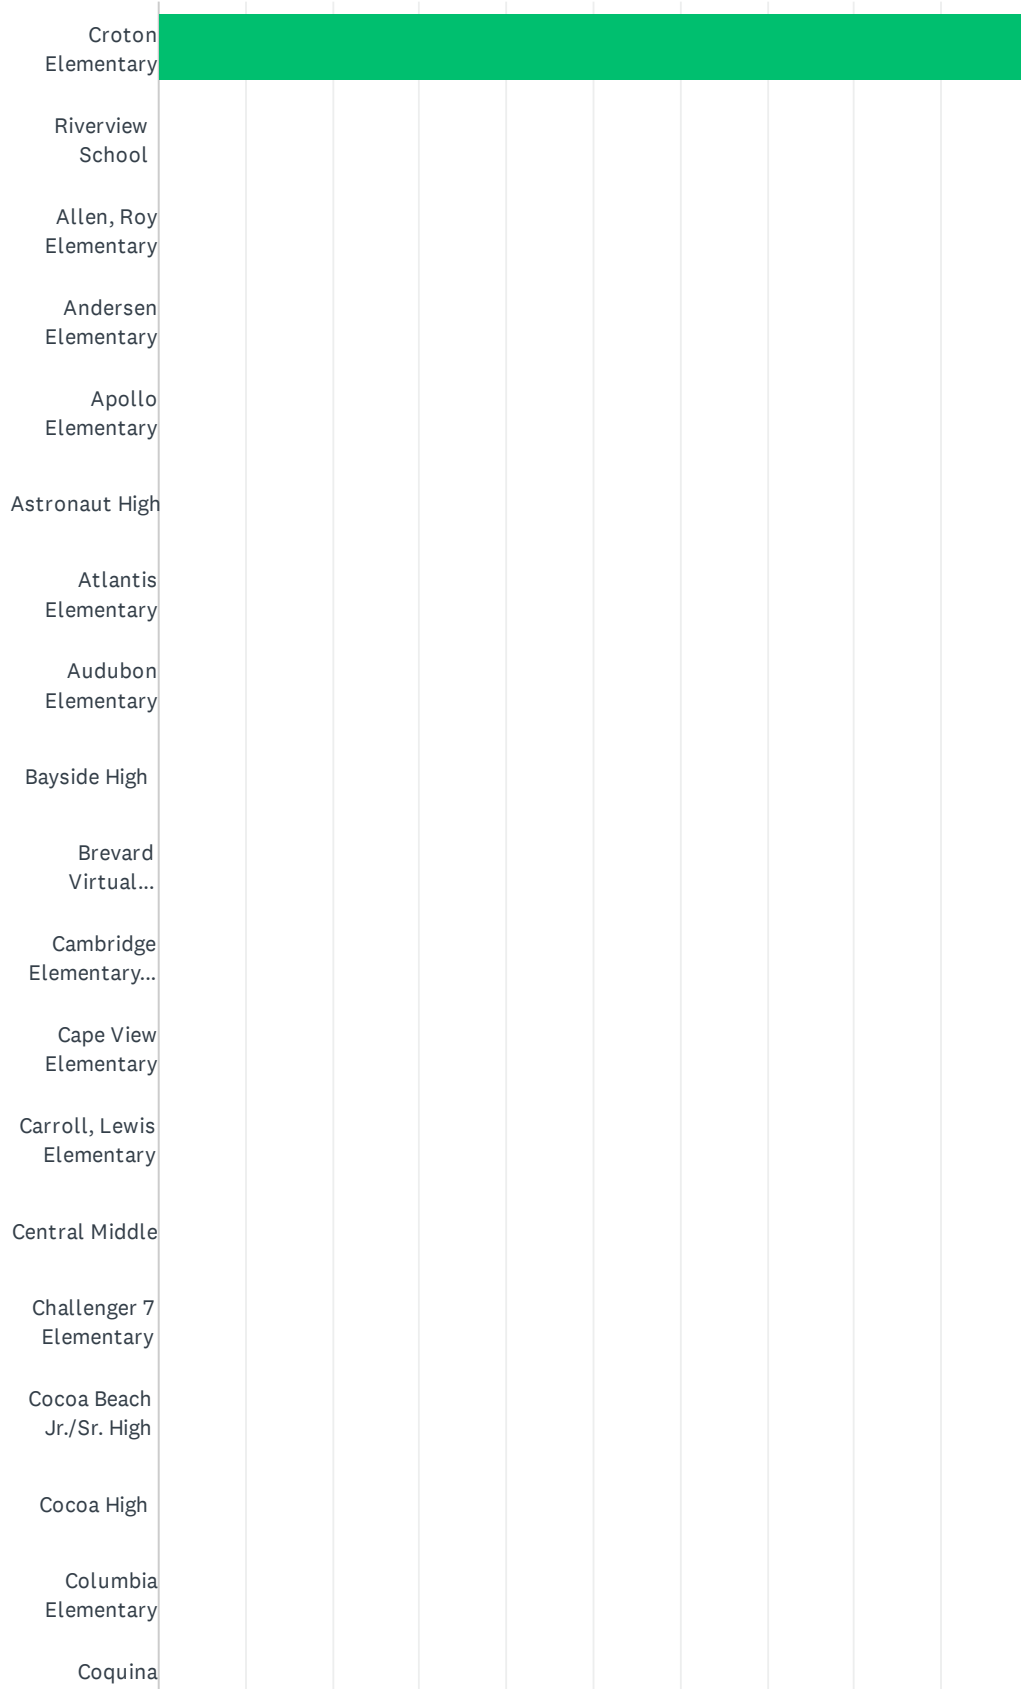 Croton
Elementary
Riverview
School
Allen, Roy
Elementary
Andersen
Elementary
Apollo
Elementary
Astronaut High
Atlantis
Elementary
Audubon
Elementary
Bayside High
Brevard
Virtual...
Cambridge
Elementary...
Cape View
Elementary
Carroll, Lewis
Elementary
Central Middle
Challenger 7
Elementary
Cocoa Beach
Jr./Sr. High
Cocoa High
Columbia
Elementary
Coquina